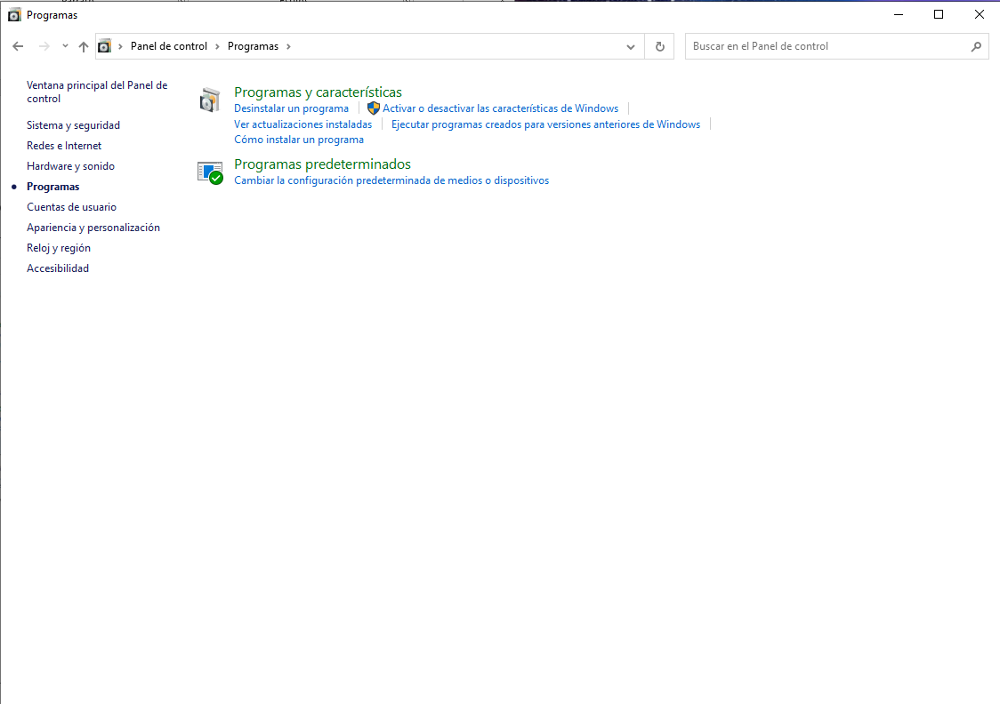 Programas
Panel de control
Programas
Buscar en el Panel de control
Ventana principal del Panel de
control
Sistema y seguridad
Redes e Internet
Hardware y sonido
Programas
Cuentas de usuario
Apariencia y personalización
Reloj y región
Accesibilidad
Programas y características
Desinstalar un programa
Activar o desactivar las características de Windows
Ver actualizaciones instaladas
Ejecutar programas creados para versiones anteriores de Windows
Cómo instalar un programa
Programas predeterminados
Cambiar la configuración predeterminada de medios o dispositivos